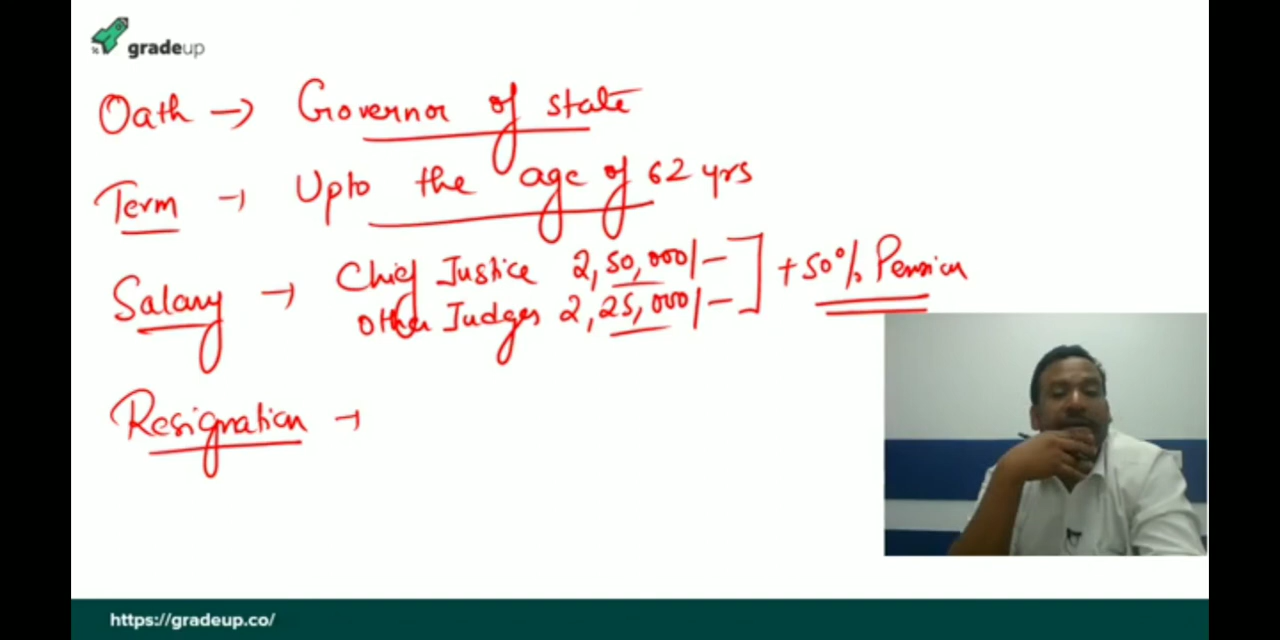 gradeup
Oath → Governor of state
Term → Upto the age of 62 yrs
Salary → Chief Justice 2,50,000/- ] +50% Pension
Other Judges 2,25,000/-
Resignation →
https://gradeup.co/